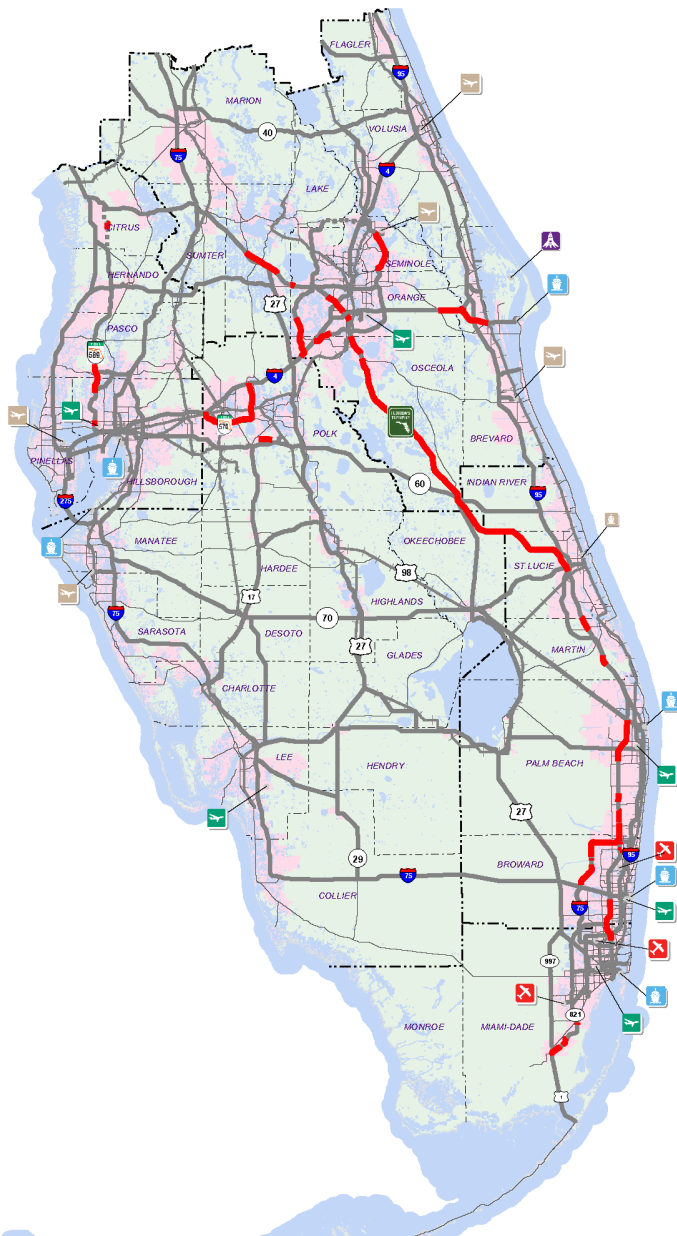 FLAGLER
95
MARION
VOLUSIA
40
75
4
LAKE
CITRUS
SUMTER
SEMINOLE
HERNANDO
27
ORANGE
PASCO
589
OSCEOLA
4
FLORIDA'S
TURNPIKE
570
POLK
BREVARD
PINELLAS
HILLSBOROUGH
60
INDIAN RIVER
95
275
MANATEE
OKEECHOBEE
HARDEE
98
ST.LUCIE
17
HIGHLANDS
75
70
SARASOTA
DESOTO
27
MARTIN
GLADES
CHARLOTTE
LEE
HENDRY
PALM BEACH
27
29
95
BROWARD
75
COLLIER
75
997
821
MONROE
MIAMI-DADE
1